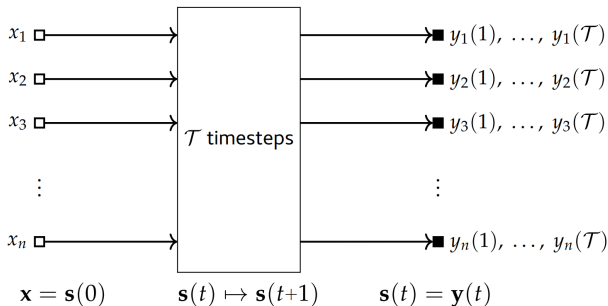 x₁ y₁(1), …, y₁(𝒯)
x₂ y₂(1), …, y₂(𝒯)
x₃ y₃(1), …, y₃(𝒯)
𝒯 timesteps
⋮ ⋮
xₙ yₙ(1), …, yₙ(𝒯)
x = s(0) s(t) ↦ s(t+1) s(t) = y(t)